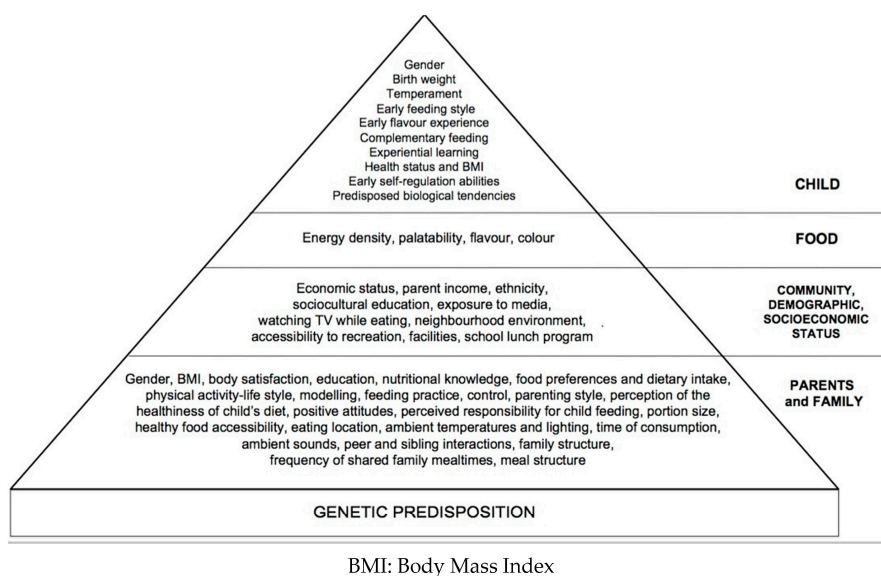 Gender
Birth weight
Temperament
Early feeding style
Early flavour experience
Complementary feeding
Experiential learning
Health status and BMI
Early self-regulation abilities
Predisposed biological tendencies
CHILD
Energy density, palatability, flavour, colour
FOOD
Economic status, parent income, ethnicity,
sociocultural education, exposure to media,
watching TV while eating, neighbourhood environment,
accessibility to recreation, facilities, school lunch program
COMMUNITY,
DEMOGRAPHIC,
SOCIOECONOMIC
STATUS
Gender, BMI, body satisfaction, education, nutritional knowledge, food preferences and dietary intake,
physical activity-life style, modelling, feeding practice, control, parenting style, perception of the
healthiness of child's diet, positive attitudes, perceived responsibility for child feeding, portion size,
healthy food accessibility, eating location, ambient temperatures and lighting, time of consumption,
ambient sounds, peer and sibling interactions, family structure,
frequency of shared family mealtimes, meal structure
PARENTS
and FAMILY
GENETIC PREDISPOSITION
BMI: Body Mass Index